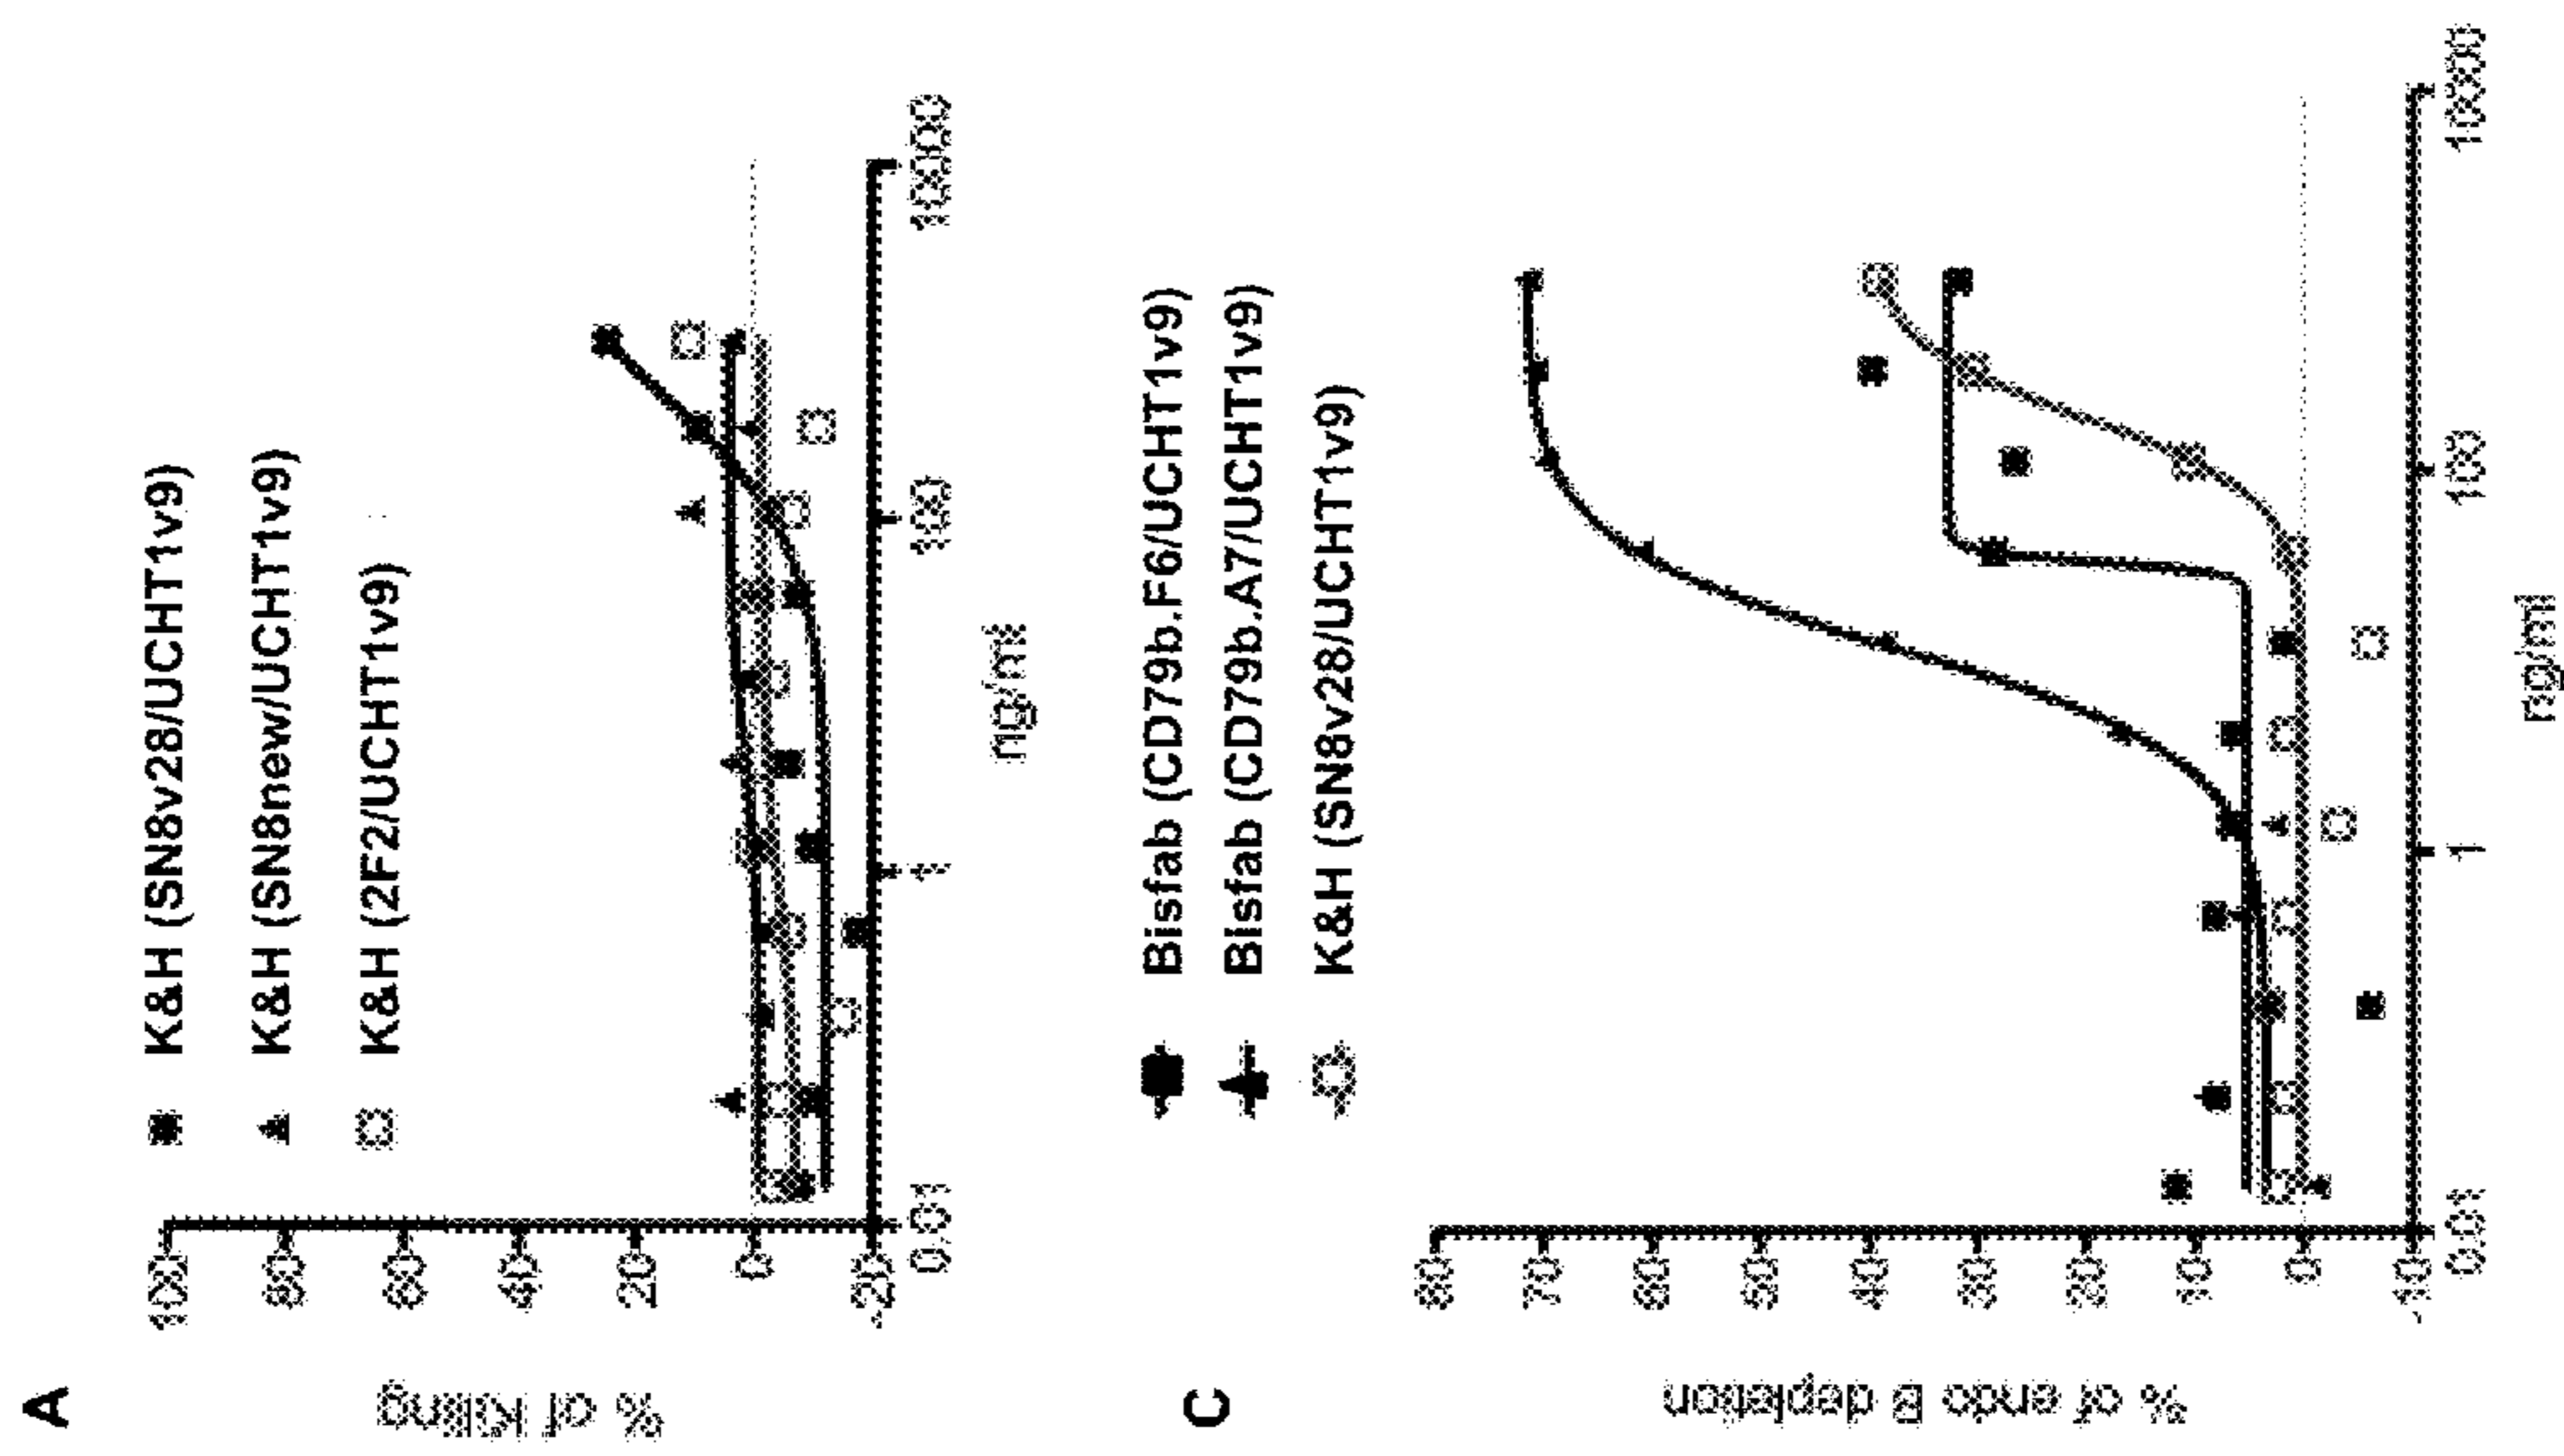 A
K&H (SN8v28/UCHT1v9)
K&H (SN8new/UCHT1v9)
K&H (2F2/UCHT1v9)
% of Killing
100
80
60
40
20
0
-20
0.01
1
100
10000
ng/ml
C
Bisfab (CD79b.F6/UCHT1v9)
Bisfab (CD79b.A7/UCHT1v9)
K&H (SN8v28/UCHT1v9)
% of endo B depletion
80
70
60
50
40
30
20
10
0
-10
0.01
1
100
10000
ng/ml